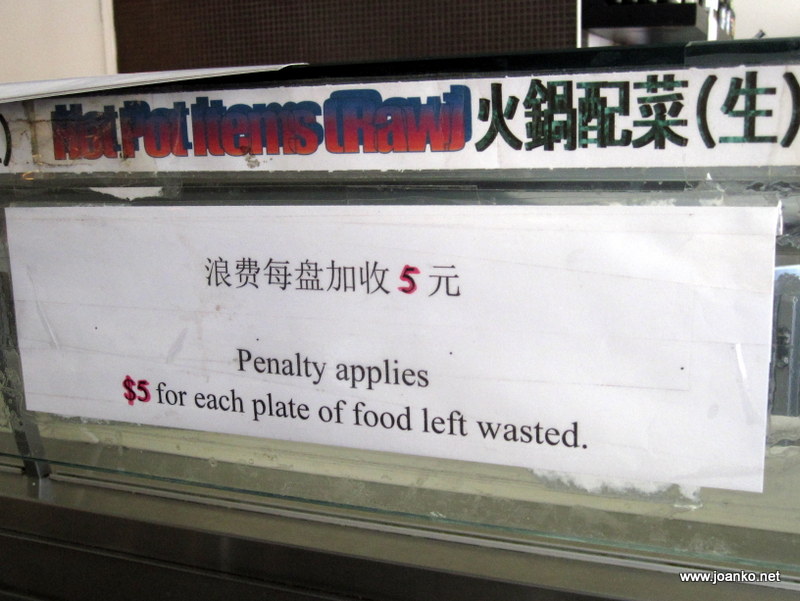 Hot Pot Items (Raw) 火鍋配菜(生)
浪费每盘加收 5 元
Penalty applies
$5 for each plate of food left wasted.
www.joanko.net